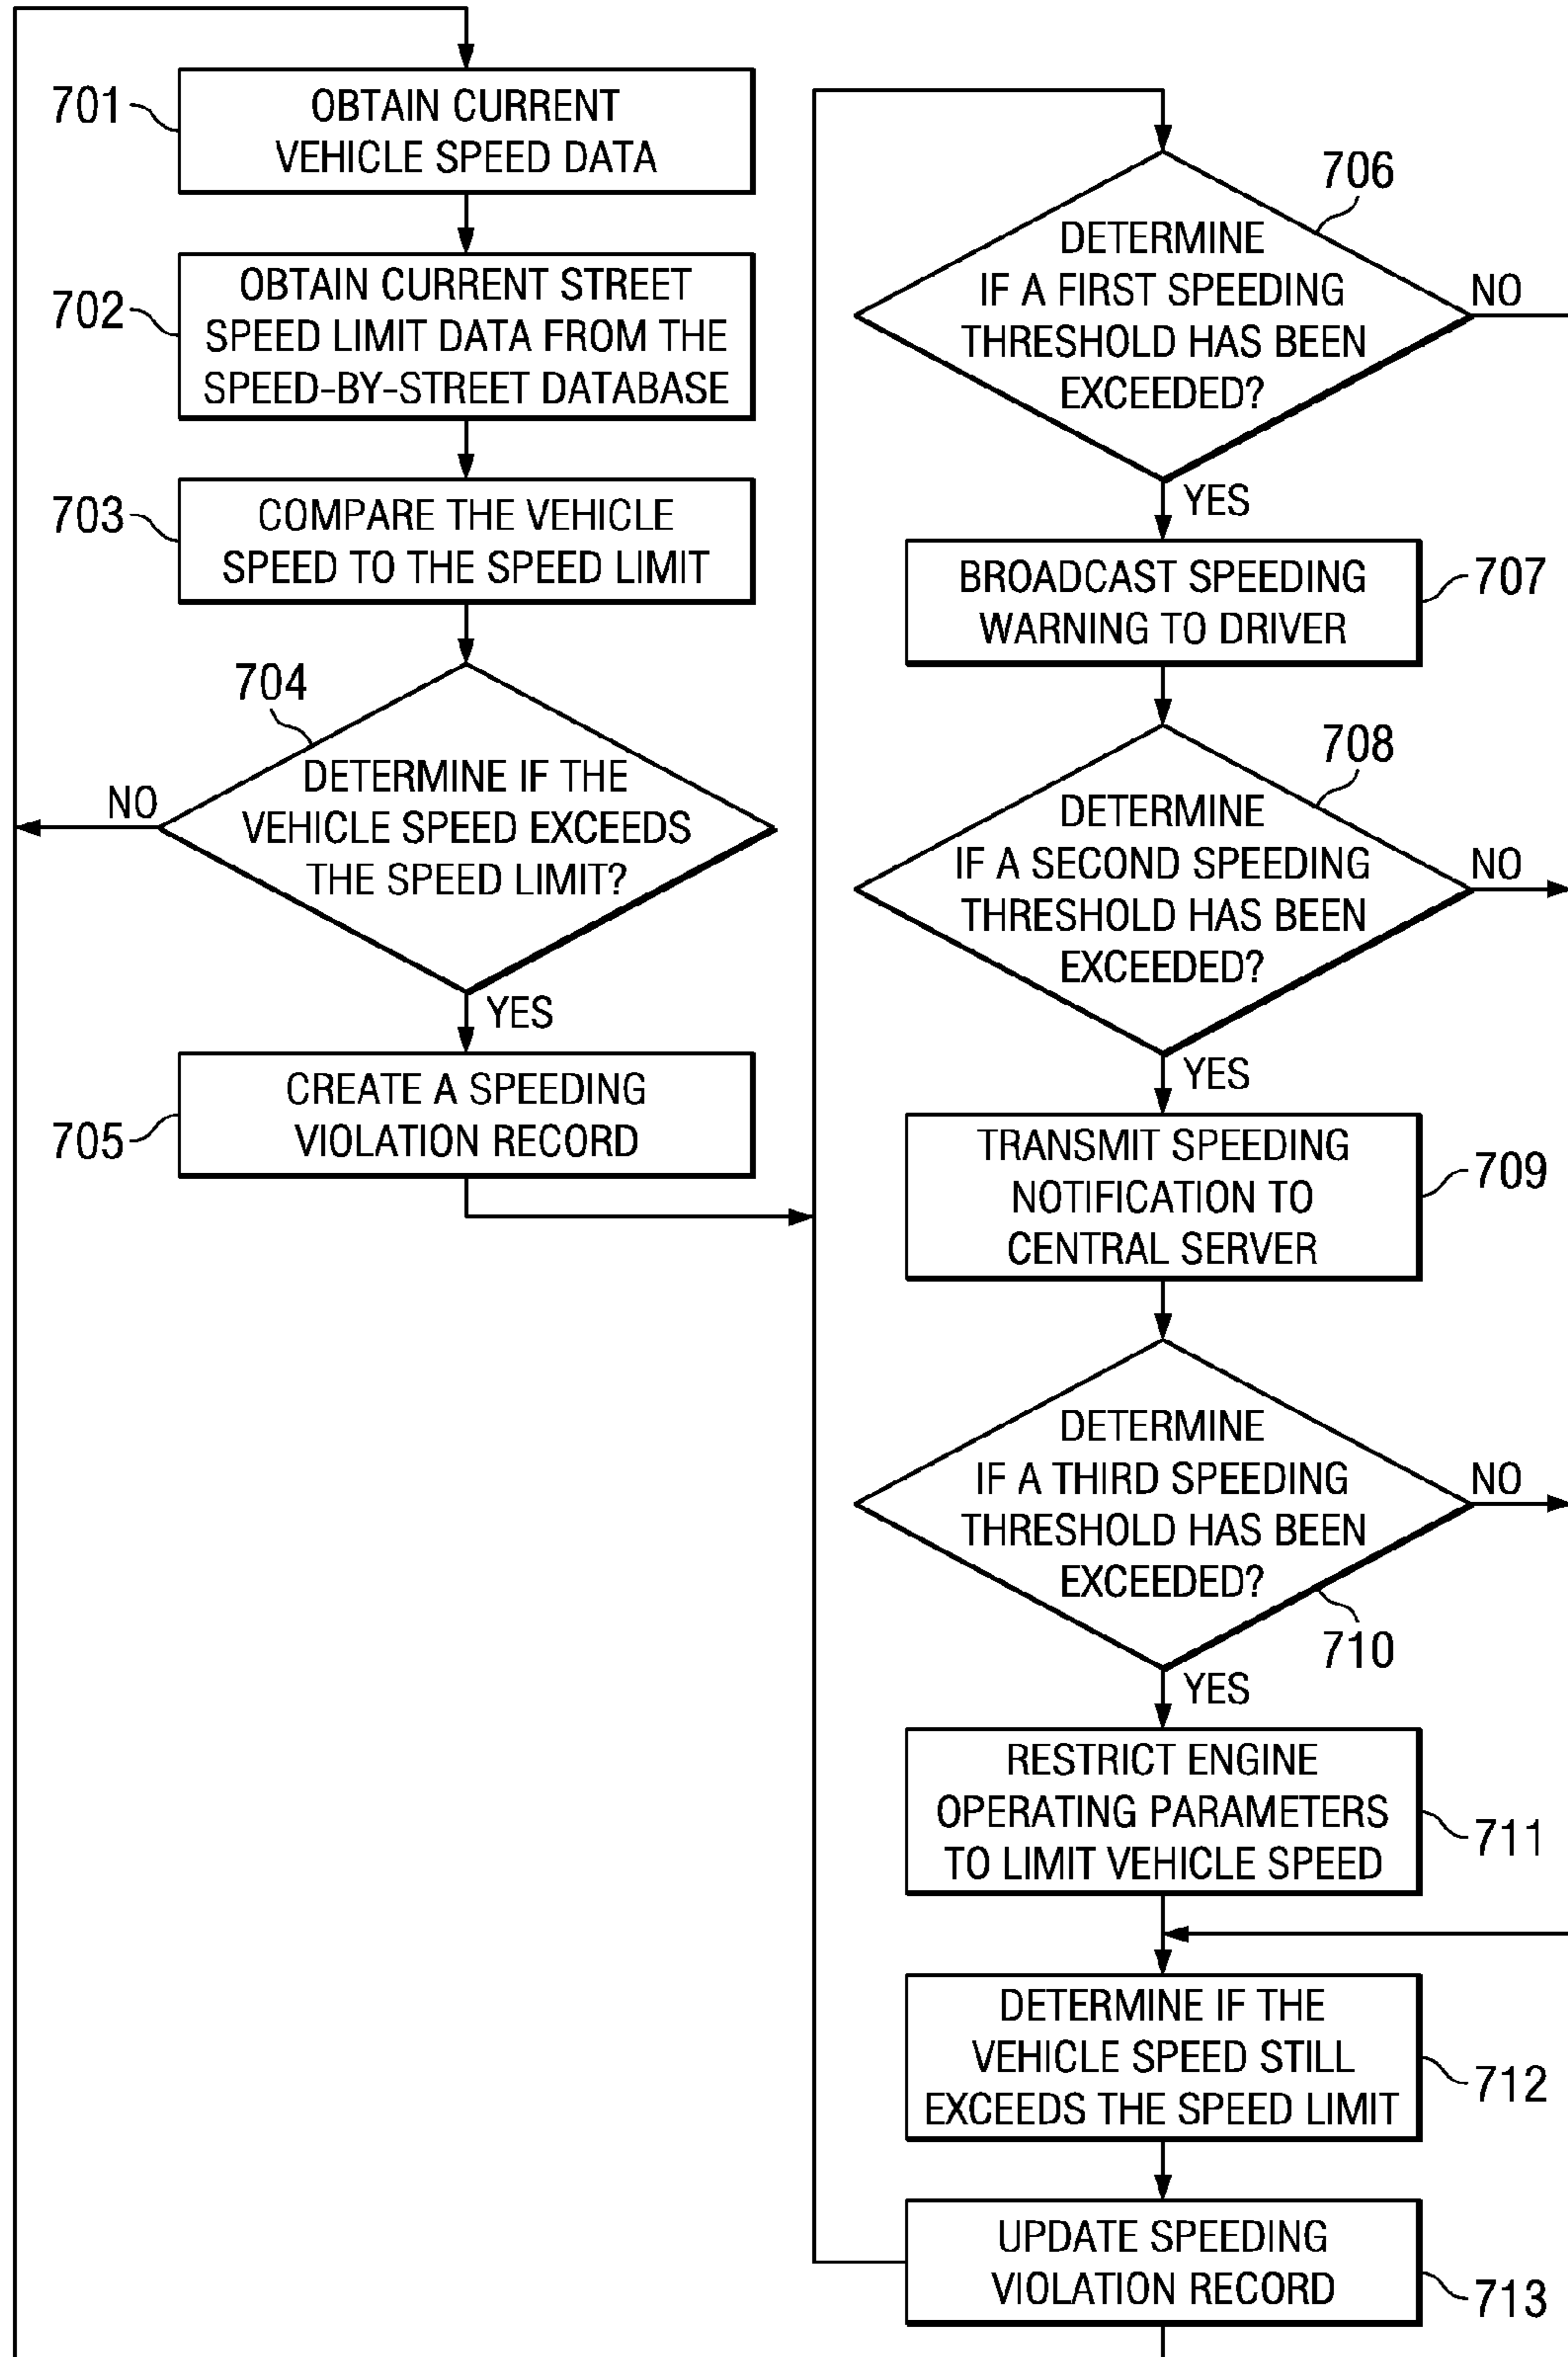 701
OBTAIN CURRENT
VEHICLE SPEED DATA
702
OBTAIN CURRENT STREET
SPEED LIMIT DATA FROM THE
SPEED-BY-STREET DATABASE
703
COMPARE THE VEHICLE
SPEED TO THE SPEED LIMIT
704
DETERMINE IF THE
VEHICLE SPEED EXCEEDS
THE SPEED LIMIT?
NO
YES
705
CREATE A SPEEDING
VIOLATION RECORD
706
DETERMINE
IF A FIRST SPEEDING
THRESHOLD HAS BEEN
EXCEEDED?
NO
YES
BROADCAST SPEEDING
WARNING TO DRIVER
707
708
DETERMINE
IF A SECOND SPEEDING
THRESHOLD HAS BEEN
EXCEEDED?
NO
YES
TRANSMIT SPEEDING
NOTIFICATION TO
CENTRAL SERVER
709
DETERMINE
IF A THIRD SPEEDING
THRESHOLD HAS BEEN
EXCEEDED?
NO
710
YES
RESTRICT ENGINE
OPERATING PARAMETERS
TO LIMIT VEHICLE SPEED
711
DETERMINE IF THE
VEHICLE SPEED STILL
EXCEEDS THE SPEED LIMIT
712
UPDATE SPEEDING
VIOLATION RECORD
713